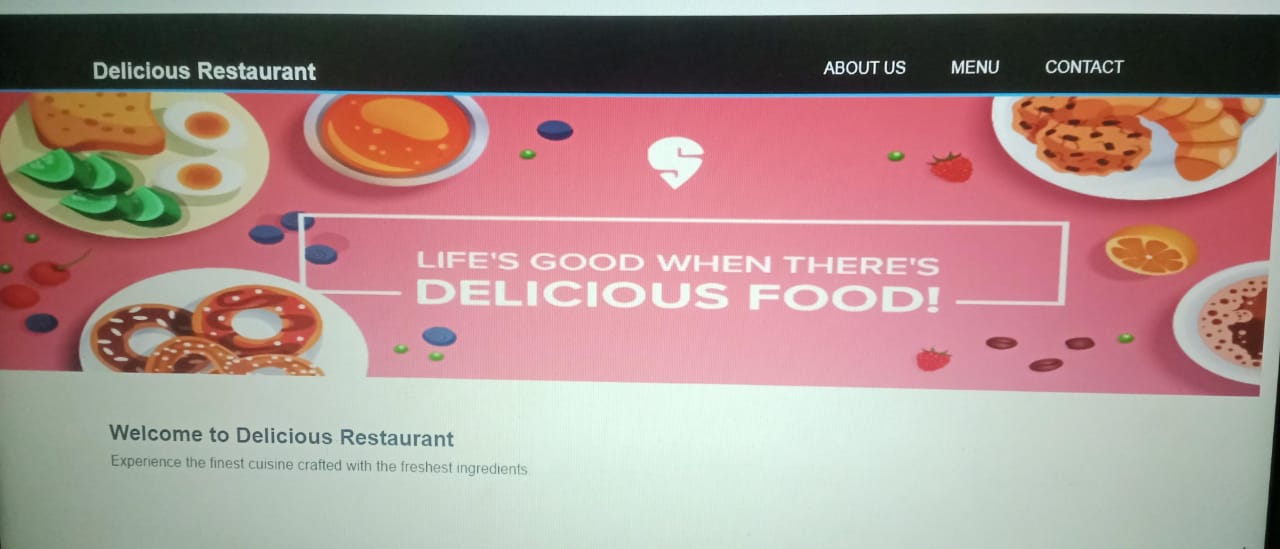 Delicious Restaurant
ABOUT US MENU CONTACT
LIFE'S GOOD WHEN THERE'S
DELICIOUS FOOD!
Welcome to Delicious Restaurant
Experience the finest cuisine crafted with the freshest ingredients.